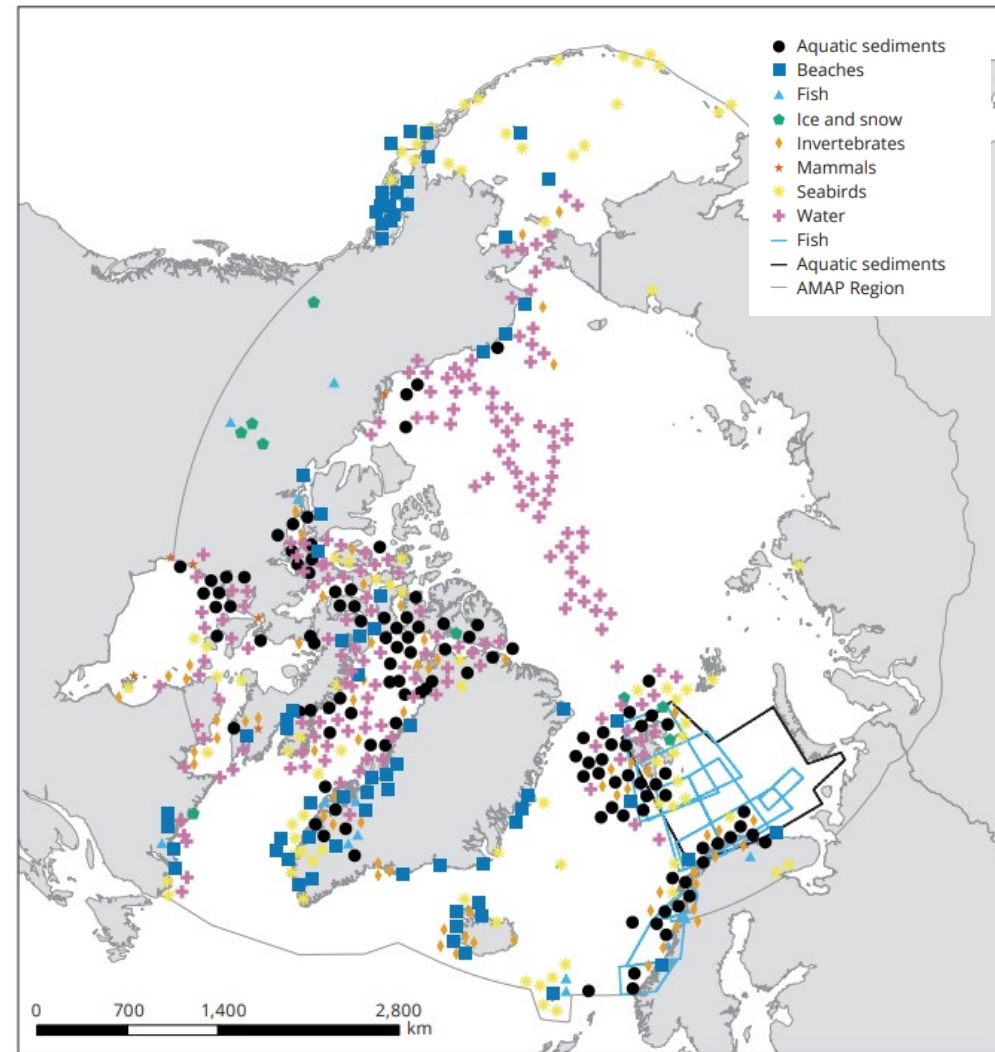 Aquatic sediments
Beaches
Fish
Ice and snow
Invertebrates
Mammals
Seabirds
Water
Fish
Aquatic sediments
AMAP Region
0 700 1,400 2,800
km